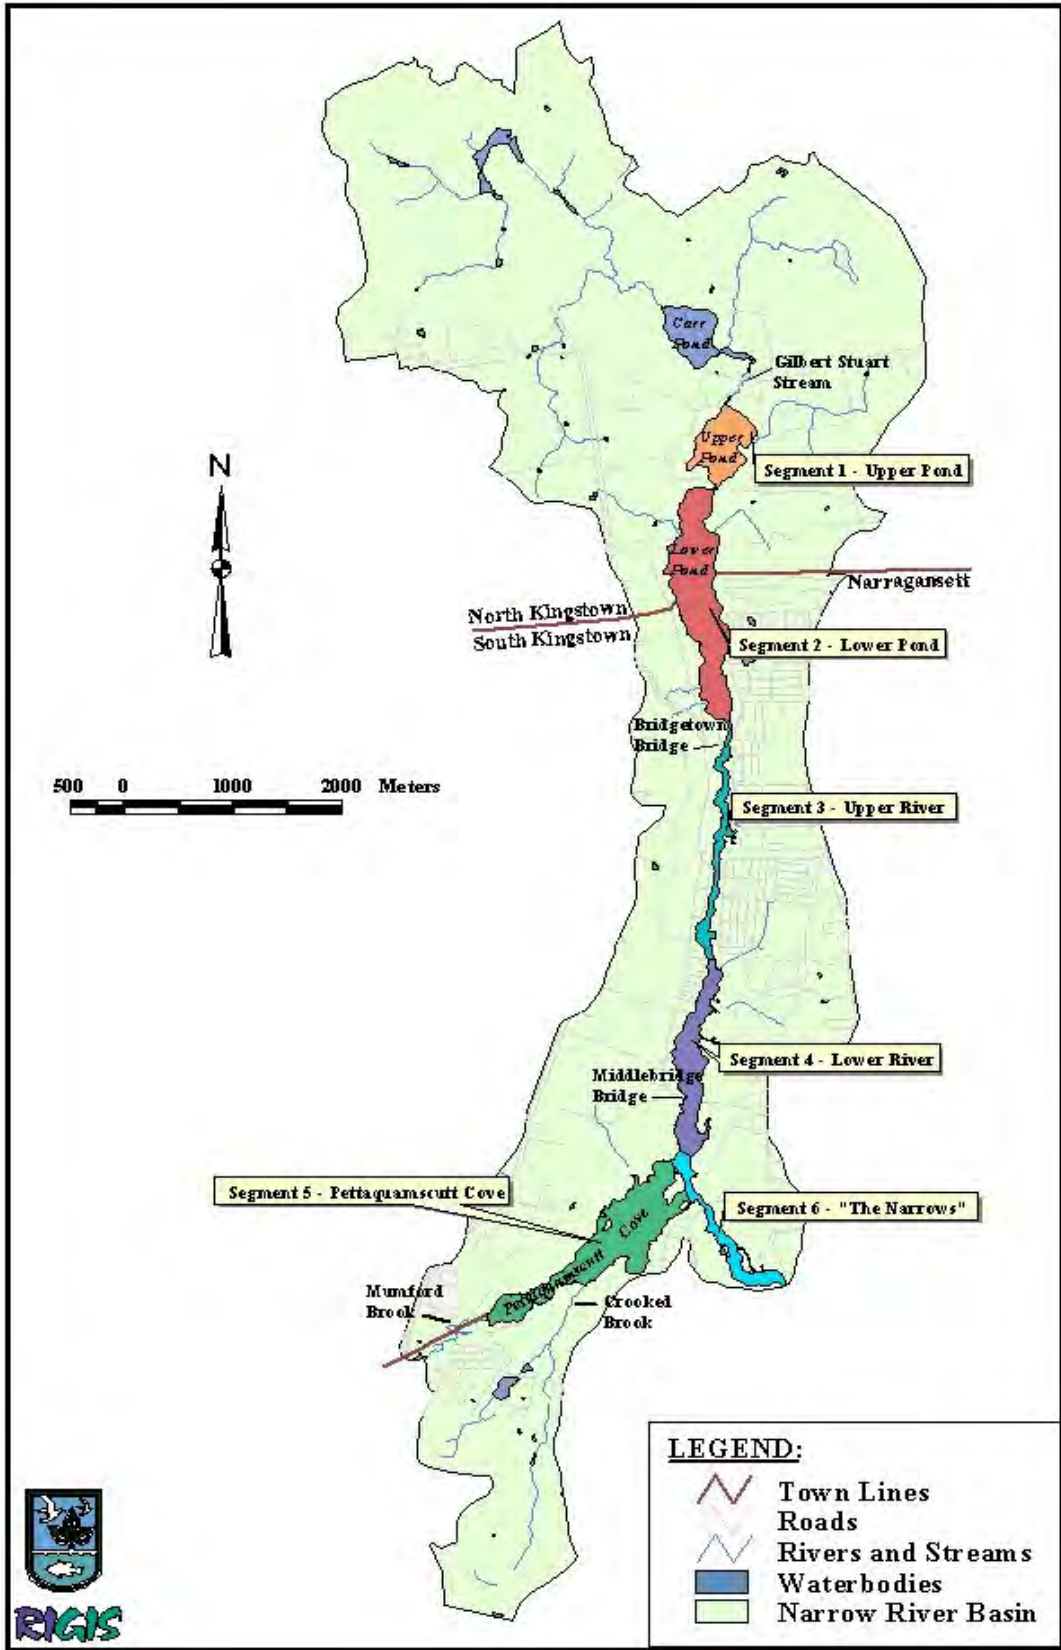 Carr
Pond
Gilbert Stuart
Stream
Upper
Pond
Segment 1 - Upper Pond
N
Lower
Pond
Narragansett
North Kingstown
South Kingstown
Segment 2 - Lower Pond
Bridgetown
Bridge
500 0 1000 2000 Meters
Segment 3 - Upper River
Segment 4 - Lower River
Middlebridge
Bridge
Segment 5 - Pettaquamscutt Cove
Segment 6 - "The Narrows"
Pettaquamscutt Cove
Mumford
Brook
Crooked
Brook
LEGEND:
Town Lines
Roads
Rivers and Streams
Waterbodies
Narrow River Basin
RIGIS